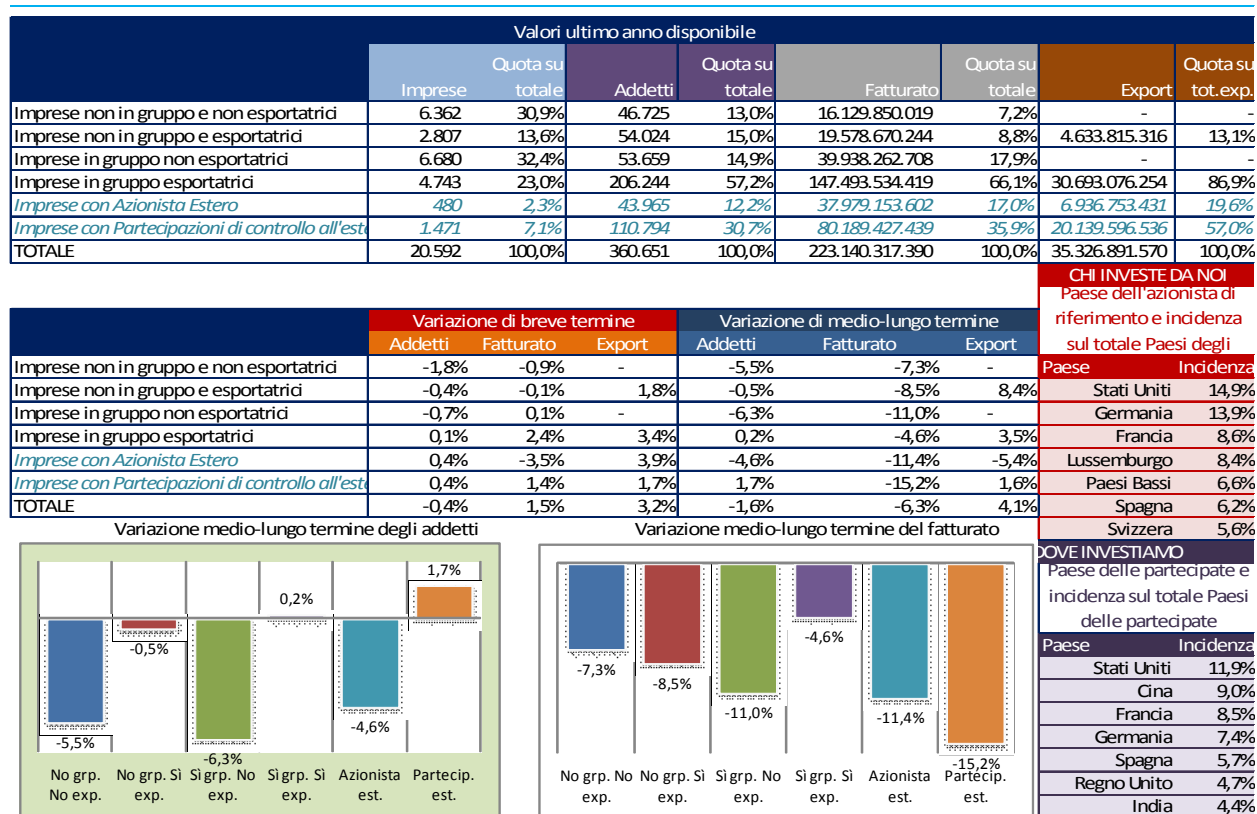 Valori ultimo anno disponibile
Imprese Quota su totale Addetti Quota su totale Fatturato Quota su totale Export Quota su tot.exp.
Imprese non in gruppo e non esportatrici 6.362 30,9% 46.725 13,0% 16.129.850.019 7,2% - -
Imprese non in gruppo e esportatrici 2.807 13,6% 54.024 15,0% 19.578.670.244 8,8% 4.633.815.316 13,1%
Imprese in gruppo non esportatrici 6.680 32,4% 53.659 14,9% 39.938.262.708 17,9% - -
Imprese in gruppo esportatrici 4.743 23,0% 206.244 57,2% 147.493.534.419 66,1% 30.693.076.254 86,9%
Imprese con Azionista Estero 480 2,3% 43.965 12,2% 37.979.153.602 17,0% 6.936.753.431 19,6%
Imprese con Partecipazioni di controllo all'este 1.471 7,1% 110.794 30,7% 80.189.427.439 35,9% 20.139.596.536 57,0%
TOTALE 20.592 100,0% 360.651 100,0% 223.140.317.390 100,0% 35.326.891.570 100,0%
Variazione di breve termine Variazione di medio-lungo termine
Addetti Fatturato Export Addetti Fatturato Export
Imprese non in gruppo e non esportatrici -1,8% -0,9% - -5,5% -7,3% -
Imprese non in gruppo e esportatrici -0,4% -0,1% 1,8% -0,5% -8,5% 8,4%
Imprese in gruppo non esportatrici -0,7% 0,1% - -6,3% -11,0% -
Imprese in gruppo esportatrici 0,1% 2,4% 3,4% 0,2% -4,6% 3,5%
Imprese con Azionista Estero 0,4% -3,5% 3,9% -4,6% -11,4% -5,4%
Imprese con Partecipazioni di controllo all'este 0,4% 1,4% 1,7% 1,7% -15,2% 1,6%
TOTALE -0,4% 1,5% 3,2% -1,6% -6,3% 4,1%
CHI INVESTE DA NOI
Paese dell'azionista di
riferimento e incidenza
sul totale Paesi degli
Paese Incidenza
Stati Uniti 14,9%
Germania 13,9%
Francia 8,6%
Lussemburgo 8,4%
Paesi Bassi 6,6%
Spagna 6,2%
Svizzera 5,6%
DOVE INVESTIAMO
Paese delle partecipate e
incidenza sul totale Paesi
delle partecipate
Paese Incidenza
Stati Uniti 11,9%
Cina 9,0%
Francia 8,5%
Germania 7,4%
Spagna 5,7%
Regno Unito 4,7%
India 4,4%
Variazione medio-lungo termine degli addetti
-5,5% -0,5% -6,3% 0,2% -4,6% 1,7%
No grp. No grp. Sì Sì grp. No Sì grp. Sì Azionista Partecip.
No exp. exp. exp. exp. est. est.
Variazione medio-lungo termine del fatturato
-7,3% -8,5% -11,0% -4,6% -11,4% -15,2%
No grp. No No grp. Sì Sì grp. No Sì grp. Sì Azionista Partecip.
exp. exp. exp. exp. est. est.